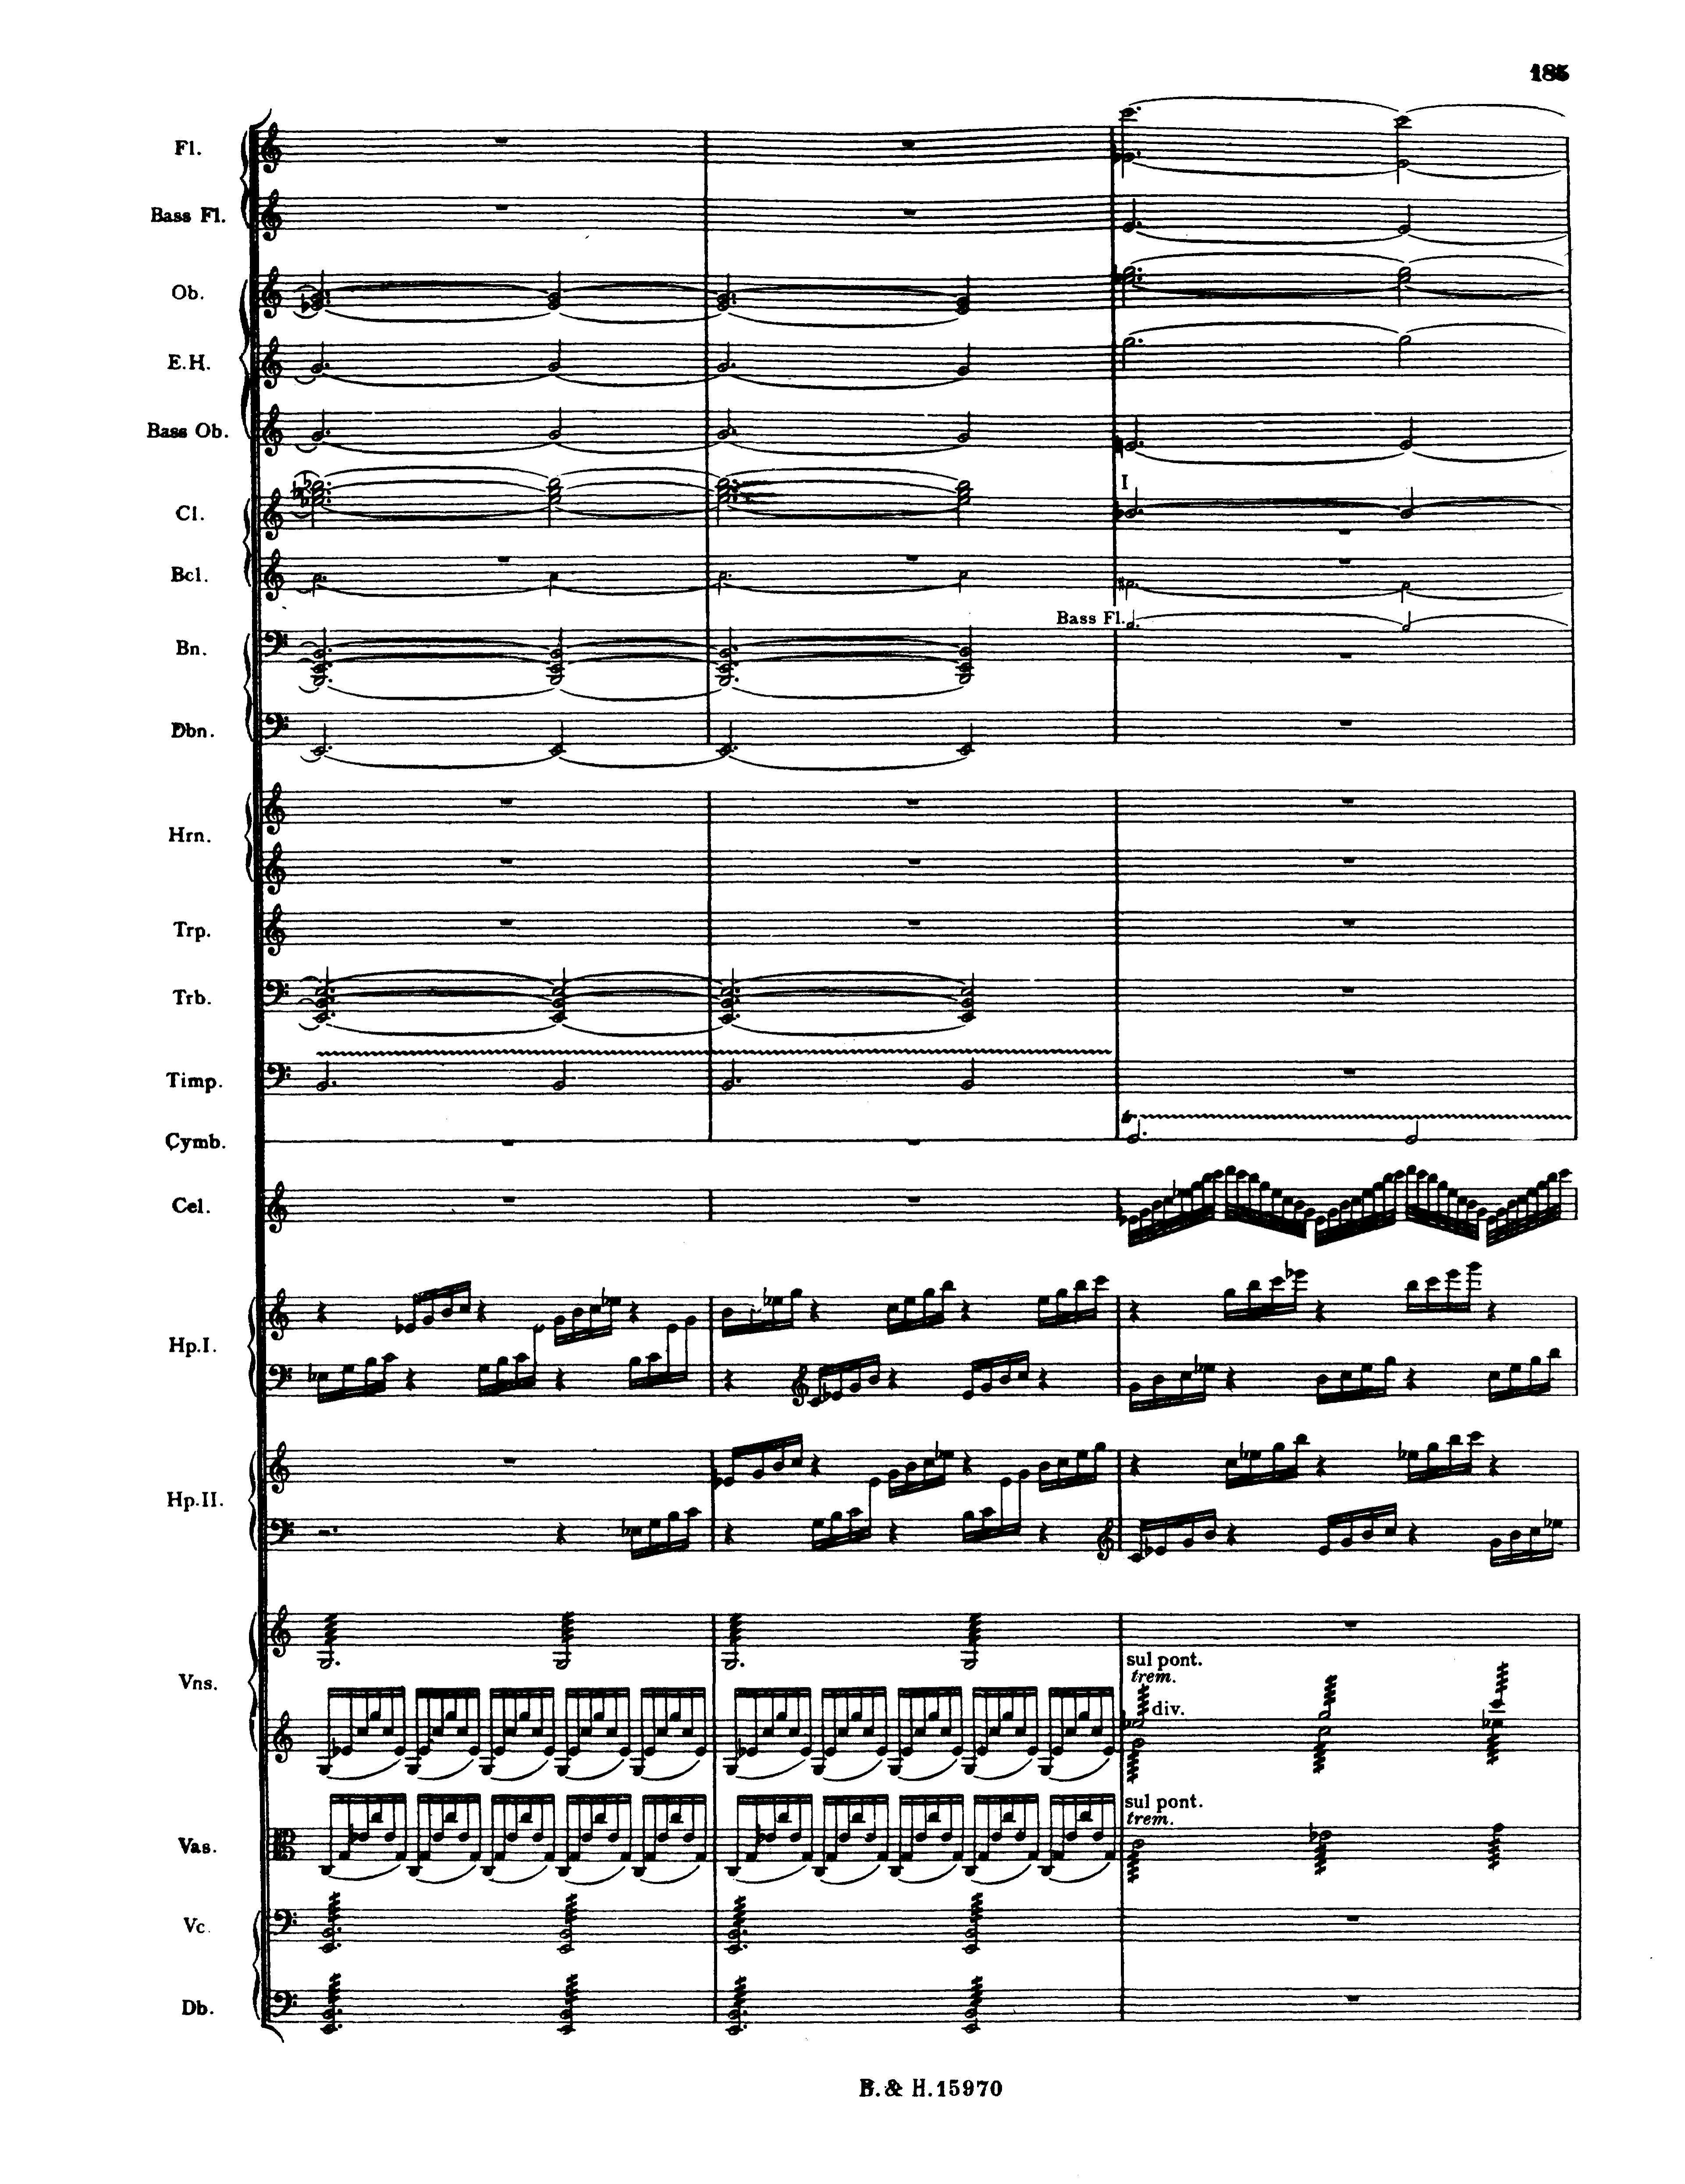 185
Fl.
Bass Fl.
Ob.
E.H.
Bass Ob.
Cl.
I
Bcl.
Bass Fl.
Bn.
Dbn.
Hrn.
Trp.
Trb.
Timp.
tr
Cymb.
Cel.
Hp.I.
Hp.II.
sul pont.
trem.
Vns.
div.
sul pont.
trem.
Vas.
Vc.
Db.
B. & H. 15970